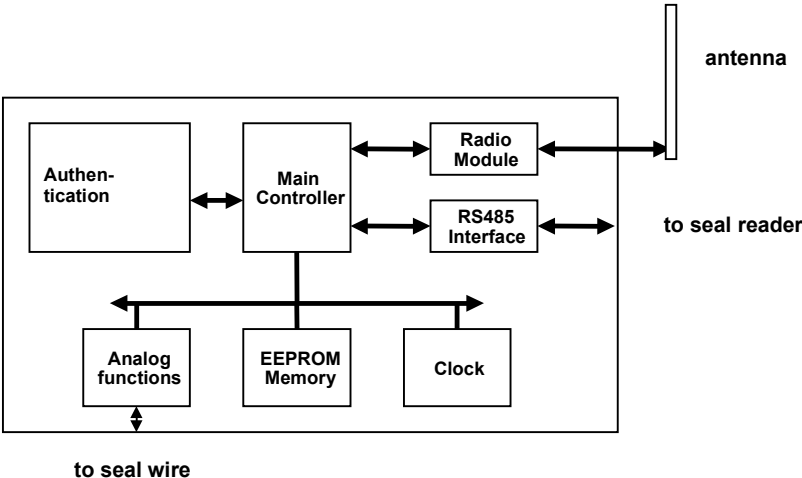 antenna
Radio
Module
Authen-
tication
Main
Controller
RS485
Interface
to seal reader
Analog
functions
EEPROM
Memory
Clock
to seal wire